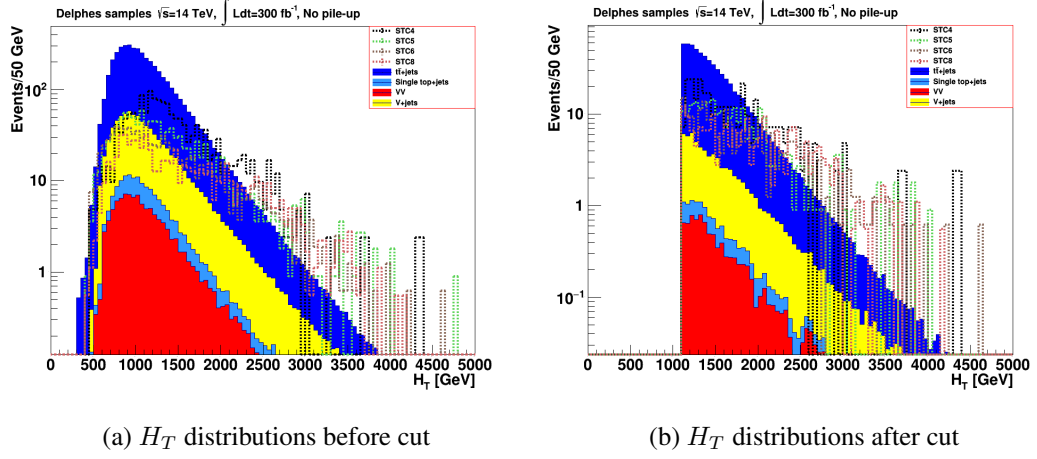 Delphes samples √s=14 TeV, ∫ Ldt=300 fb⁻¹, No pile-up
Events/50 GeV
10²
10
1
STC4
STC5
STC6
STC8
tt̄+jets
Single top+jets
VV
V+jets
0 500 1000 1500 2000 2500 3000 3500 4000 4500 5000
H_T [GeV]
(a) H_T distributions before cut
Delphes samples √s=14 TeV, ∫ Ldt=300 fb⁻¹, No pile-up
Events/50 GeV
10
1
10⁻¹
STC4
STC5
STC6
STC8
tt̄+jets
Single top+jets
VV
V+jets
0 500 1000 1500 2000 2500 3000 3500 4000 4500 5000
H_T [GeV]
(b) H_T distributions after cut